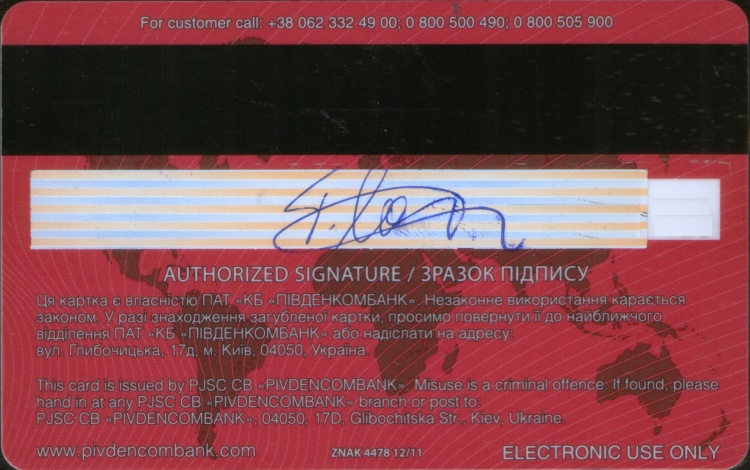 For customer call: +38 062 332 49 00; 0 800 500 490; 0 800 505 900
AUTHORIZED SIGNATURE / ЗРАЗОК ПІДПИСУ
Ця картка є власністю ПАТ «КБ «ПІВДЕНКОМБАНК». Незаконне використання карається
законом. У разі знаходження загубленої картки, просимо повернути її до найближчого
відділення ПАТ «КБ «ПІВДЕНКОМБАНК» або надіслати на адресу:
вул. Глибочицька, 17д, м. Київ, 04050, Україна.
This card is issued by PJSC CB «PIVDENCOMBANK». Misuse is a criminal offence. If found, please
hand in at any PJSC CB «PIVDENCOMBANK» branch or post to:
PJSC CB «PIVDENCOMBANK», 04050, 17D, Glibochitska Str., Kiev, Ukraine.
www.pivdencombank.com ZNAK 4478 12/11 ELECTRONIC USE ONLY